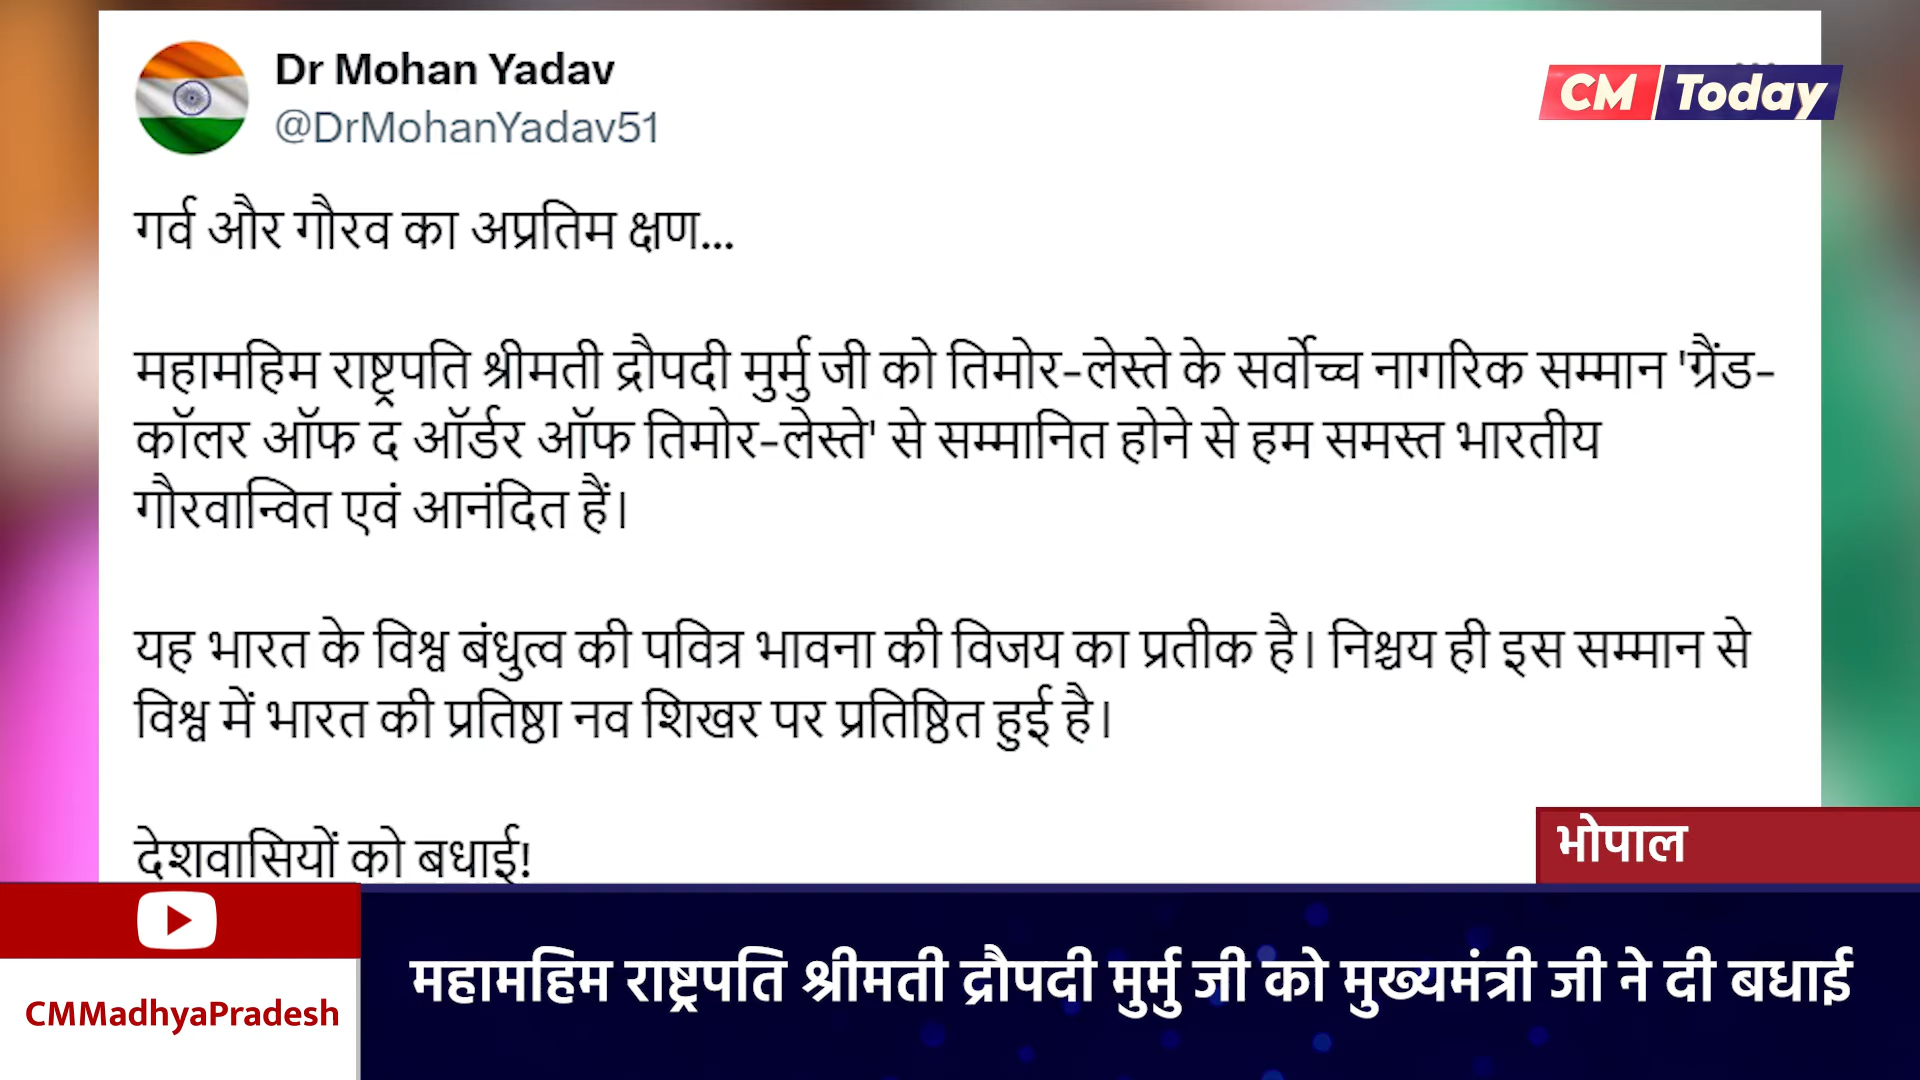 Dr Mohan Yadav
@DrMohanYadav51
CM Today
गर्व और गौरव का अप्रतिम क्षण...
महामहिम राष्ट्रपति श्रीमती द्रौपदी मुर्मु जी को तिमोर-लेस्ते के सर्वोच्च नागरिक सम्मान 'ग्रैंड-
कॉलर ऑफ द ऑर्डर ऑफ तिमोर-लेस्ते' से सम्मानित होने से हम समस्त भारतीय
गौरवान्वित एवं आनंदित हैं।
यह भारत के विश्व बंधुत्व की पवित्र भावना की विजय का प्रतीक है। निश्चय ही इस सम्मान से
विश्व में भारत की प्रतिष्ठा नव शिखर पर प्रतिष्ठित हुई है।
देशवासियों को बधाई!
भोपाल
महामहिम राष्ट्रपति श्रीमती द्रौपदी मुर्मु जी को मुख्यमंत्री जी ने दी बधाई
CMMadhyaPradesh